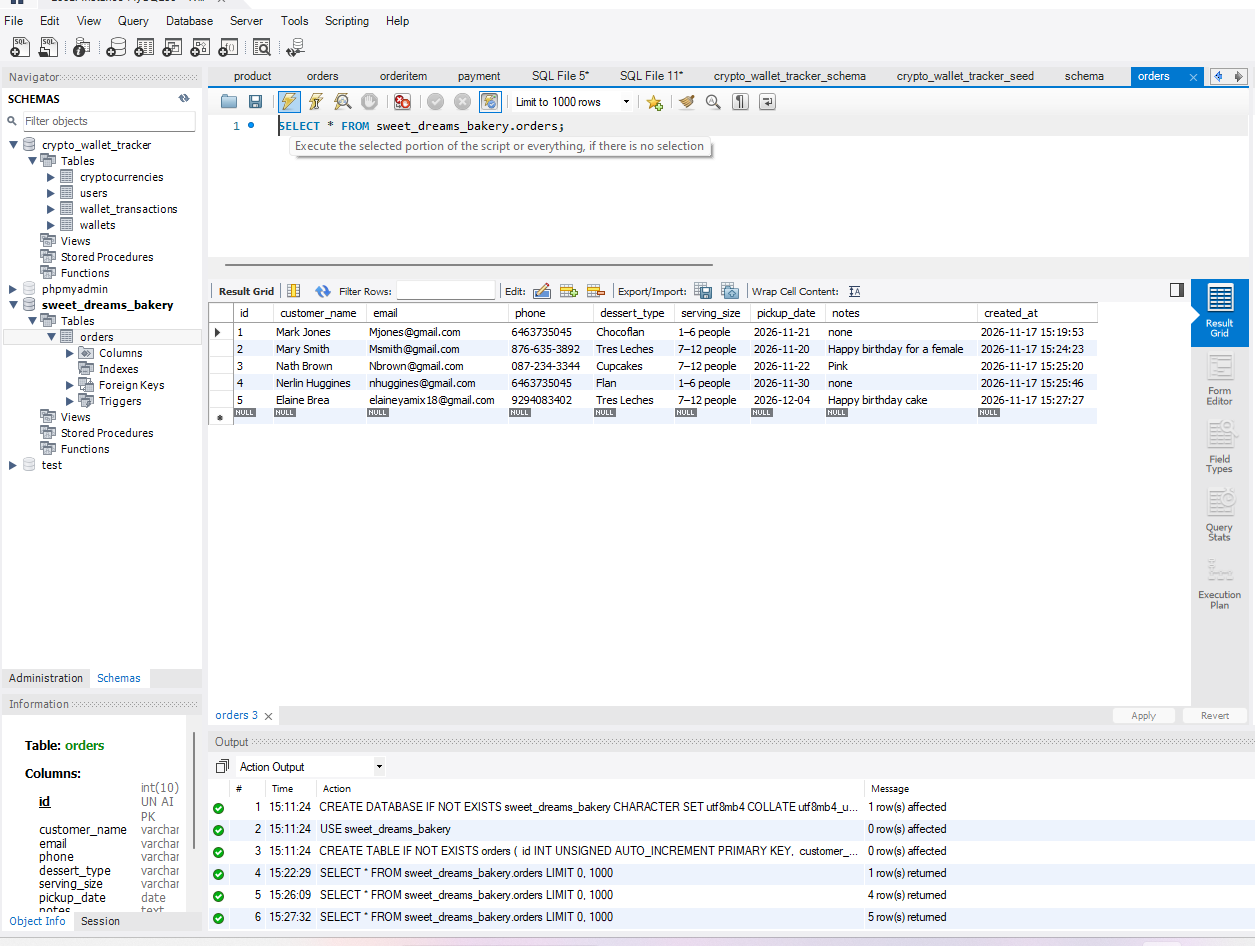 File Edit View Query Database Server Tools Scripting Help
Navigator
SCHEMAS
Filter objects
crypto_wallet_tracker
Tables
cryptocurrencies
users
wallet_transactions
wallets
Views
Stored Procedures
Functions
phpmyadmin
sweet_dreams_bakery
Tables
orders
Columns
Indexes
Foreign Keys
Triggers
Views
Stored Procedures
Functions
test
Administration Schemas
Information
Table: orders
Columns:
id int(10) UN AI PK
customer_name varchar
email varchar
phone varchar
dessert_type varchar
serving_size varchar
pickup_date date
notes text
Object Info Session
product orders orderitem payment SQL File 5* SQL File 11* crypto_wallet_tracker_schema crypto_wallet_tracker_seed schema orders
Limit to 1000 rows
1 SELECT * FROM sweet_dreams_bakery.orders;
Execute the selected portion of the script or everything, if there is no selection
Result Grid Filter Rows: Edit: Export/Import: Wrap Cell Content:
id customer_name email phone dessert_type serving_size pickup_date notes created_at
1 Mark Jones Mjones@gmail.com 6463735045 Chocoflan 1–6 people 2026-11-21 none 2026-11-17 15:19:53
2 Mary Smith Msmith@gmail.com 876-635-3892 Tres Leches 7–12 people 2026-11-20 Happy birthday for a female 2026-11-17 15:24:23
3 Nath Brown Nbrown@gmail.com 087-234-3344 Cupcakes 7–12 people 2026-11-22 Pink 2026-11-17 15:25:20
4 Nerlin Huggines nhuggines@gmail.com 6463735045 Flan 1–6 people 2026-11-30 none 2026-11-17 15:25:46
5 Elaine Brea elaineyamix18@gmail.com 9294083402 Tres Leches 7–12 people 2026-12-04 Happy birthday cake 2026-11-17 15:27:27
NULL NULL NULL NULL NULL NULL NULL NULL NULL
Result Grid
Form Editor
Field Types
Query Stats
Execution Plan
orders 3 Apply Revert
Output
Action Output
# Time Action Message
1 15:11:24 CREATE DATABASE IF NOT EXISTS sweet_dreams_bakery CHARACTER SET utf8mb4 COLLATE utf8mb4_u... 1 row(s) affected
2 15:11:24 USE sweet_dreams_bakery 0 row(s) affected
3 15:11:24 CREATE TABLE IF NOT EXISTS orders ( id INT UNSIGNED AUTO_INCREMENT PRIMARY KEY, customer_... 0 row(s) affected
4 15:22:29 SELECT * FROM sweet_dreams_bakery.orders LIMIT 0, 1000 1 row(s) returned
5 15:26:09 SELECT * FROM sweet_dreams_bakery.orders LIMIT 0, 1000 4 row(s) returned
6 15:27:32 SELECT * FROM sweet_dreams_bakery.orders LIMIT 0, 1000 5 row(s) returned